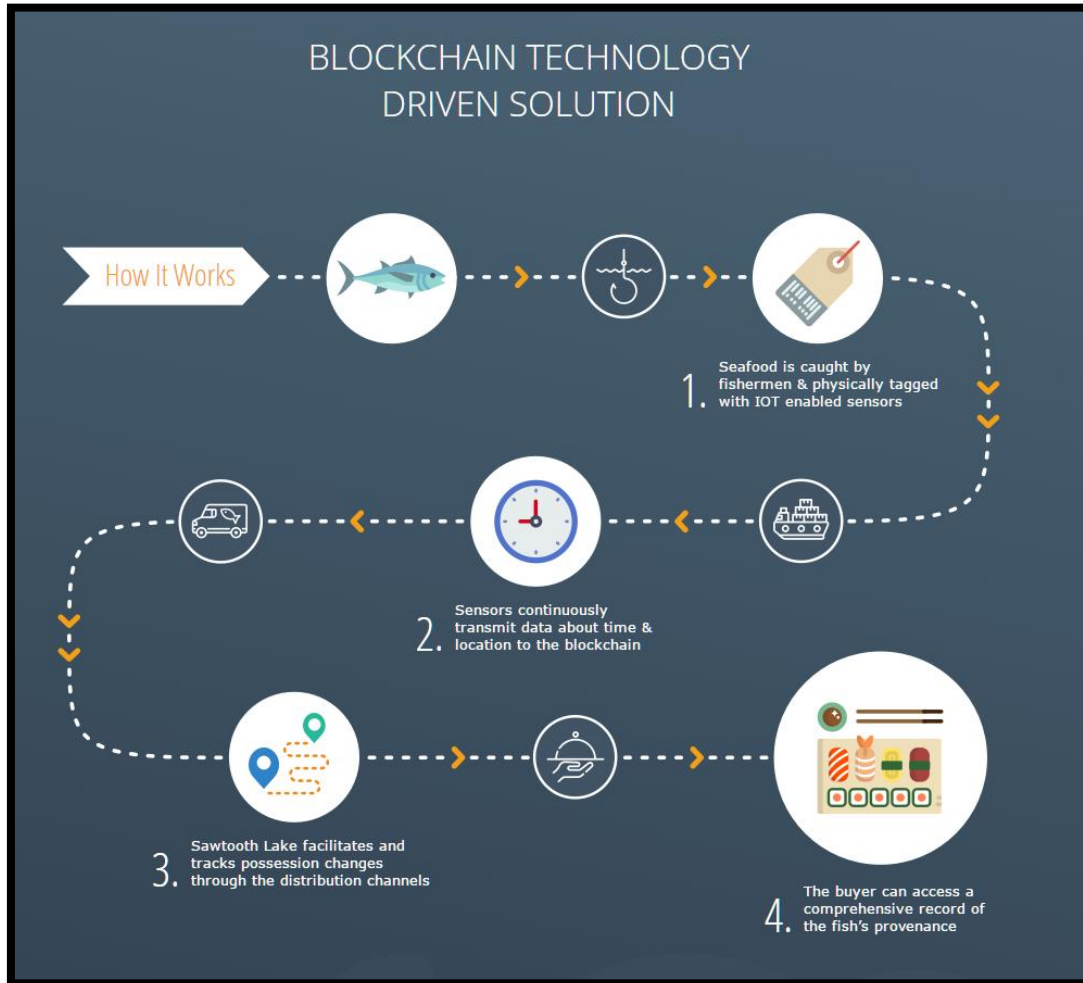 BLOCKCHAIN TECHNOLOGY
DRIVEN SOLUTION
How It Works
1. Seafood is caught by
fishermen & physically tagged
with IOT enabled sensors
2. Sensors continuously
transmit data about time &
location to the blockchain
3. Sawtooth Lake facilitates and
tracks possession changes
through the distribution channels
4. The buyer can access a
comprehensive record of
the fish's provenance